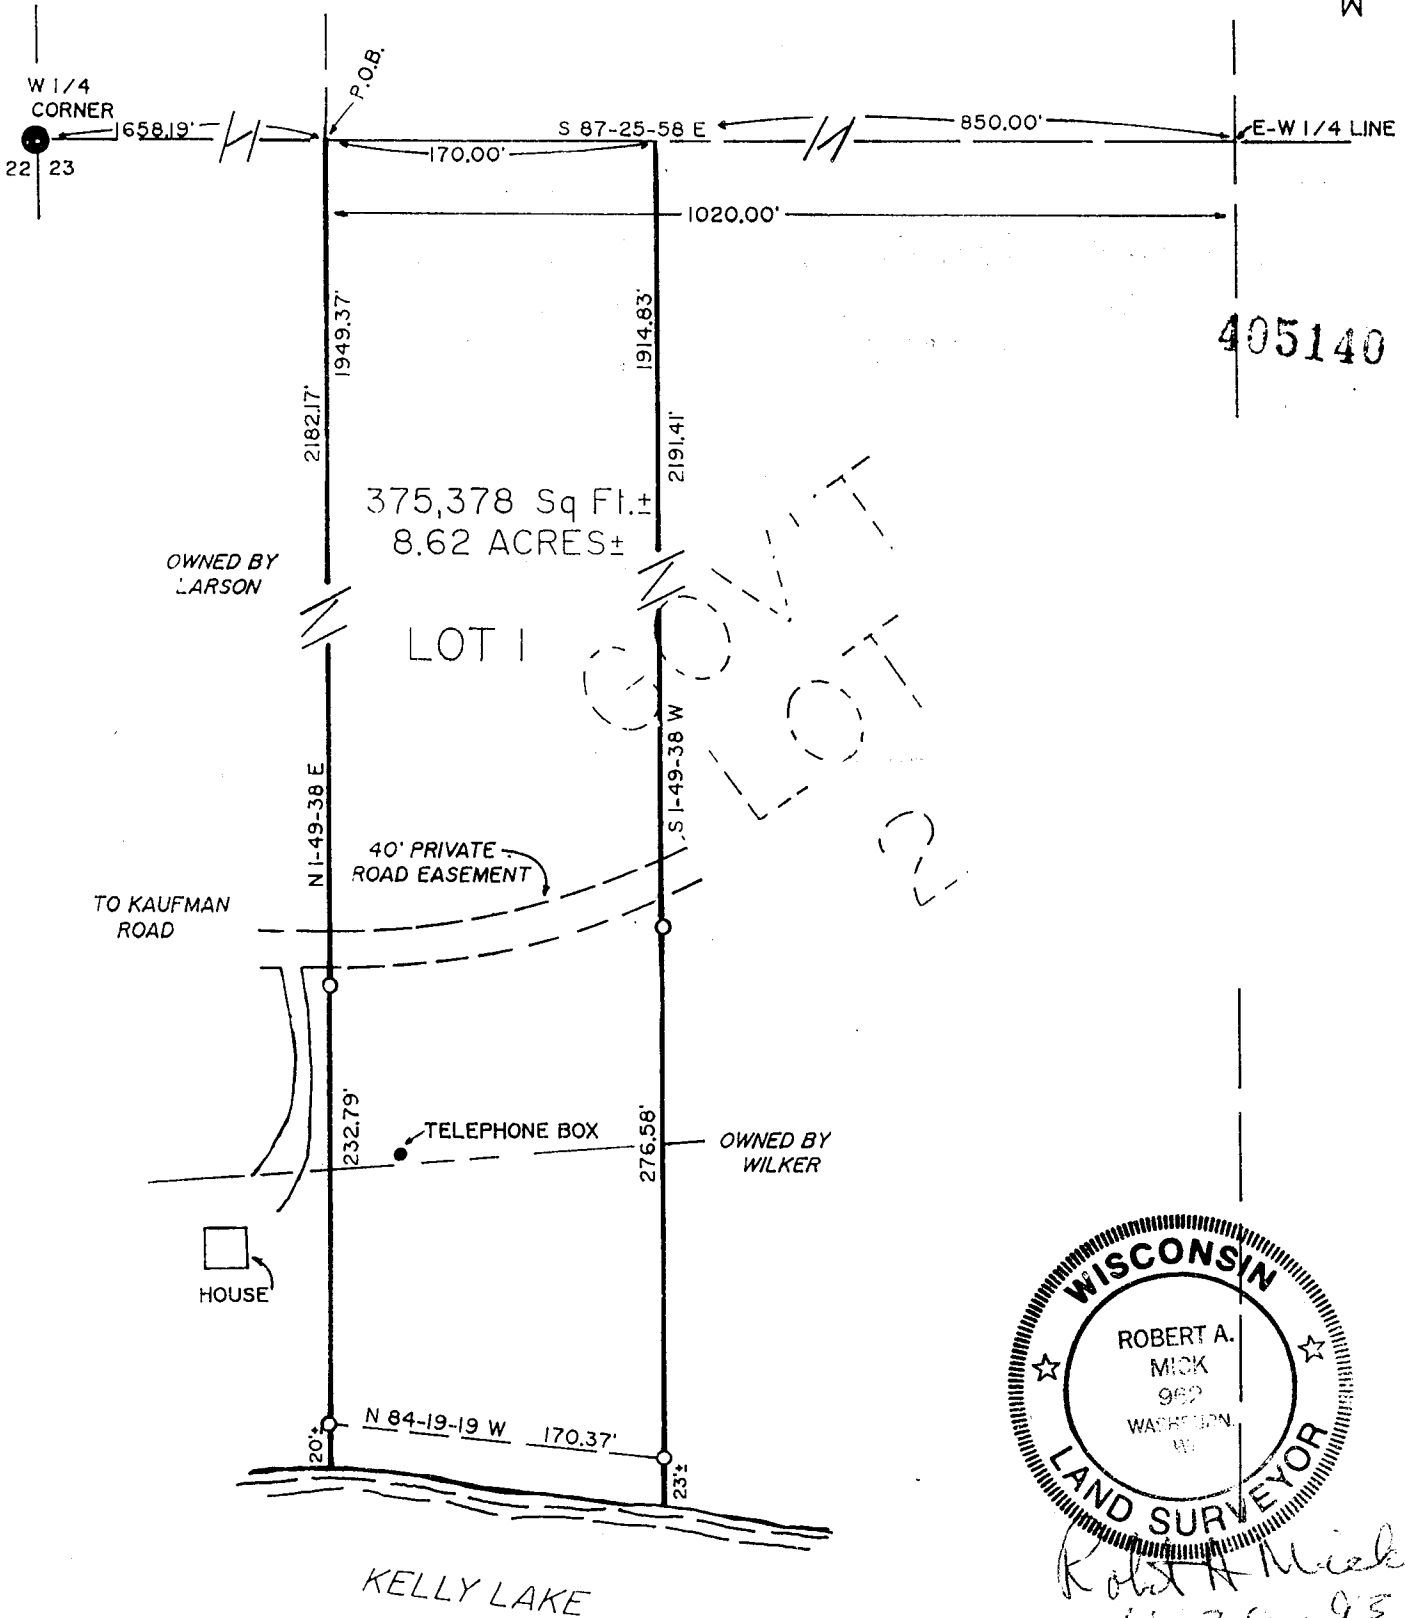 W 1/4
CORNER
1658.19'
P.O.B.
S 87-25-58 E
850.00'
E-W 1/4 LINE
22 23
170.00'
1020.00'
1949.37'
1914.83'
405140
2182.17'
2191.41'
375,378 Sq Ft.±
8.62 ACRES±
OWNED BY
LARSON
LOT 1
GOV'T
LOT
2
N 1-49-38 E
S 1-49-38 W
40' PRIVATE
ROAD EASEMENT
TO KAUFMAN
ROAD
232.79'
TELEPHONE BOX
276.58'
OWNED BY
WILKER
HOUSE
WISCONSIN
ROBERT A.
MICK
962
LAND SURVEYOR
N 84-19-19 W 170.37'
20'±
23'±
KELLY LAKE
Robt A Mick